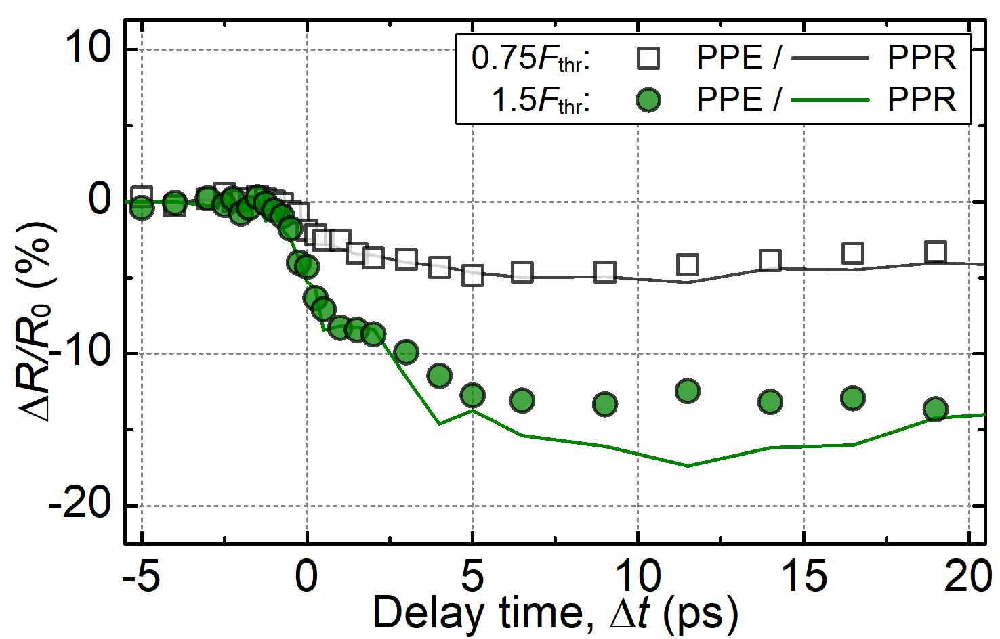 0.75Fthr: PPE / PPR
1.5Fthr: PPE / PPR
10
0
-10
-20
ΔR/R0 (%)
-5 0 5 10 15 20
Delay time, Δt (ps)